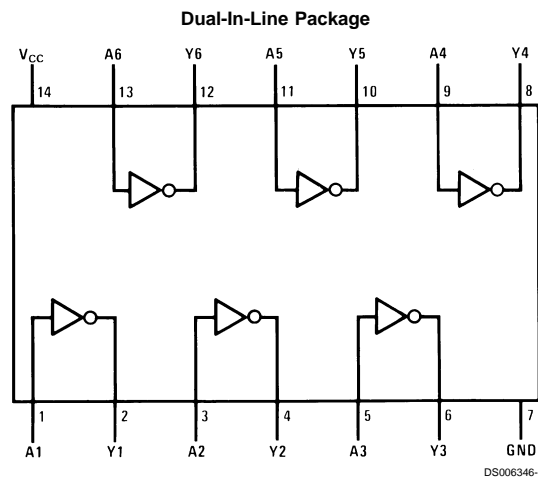 Dual-In-Line Package
VCC A6 Y6 A5 Y5 A4 Y4
14 13 12 11 10 9 8
1 2 3 4 5 6 7
A1 Y1 A2 Y2 A3 Y3 GND
DS006346-